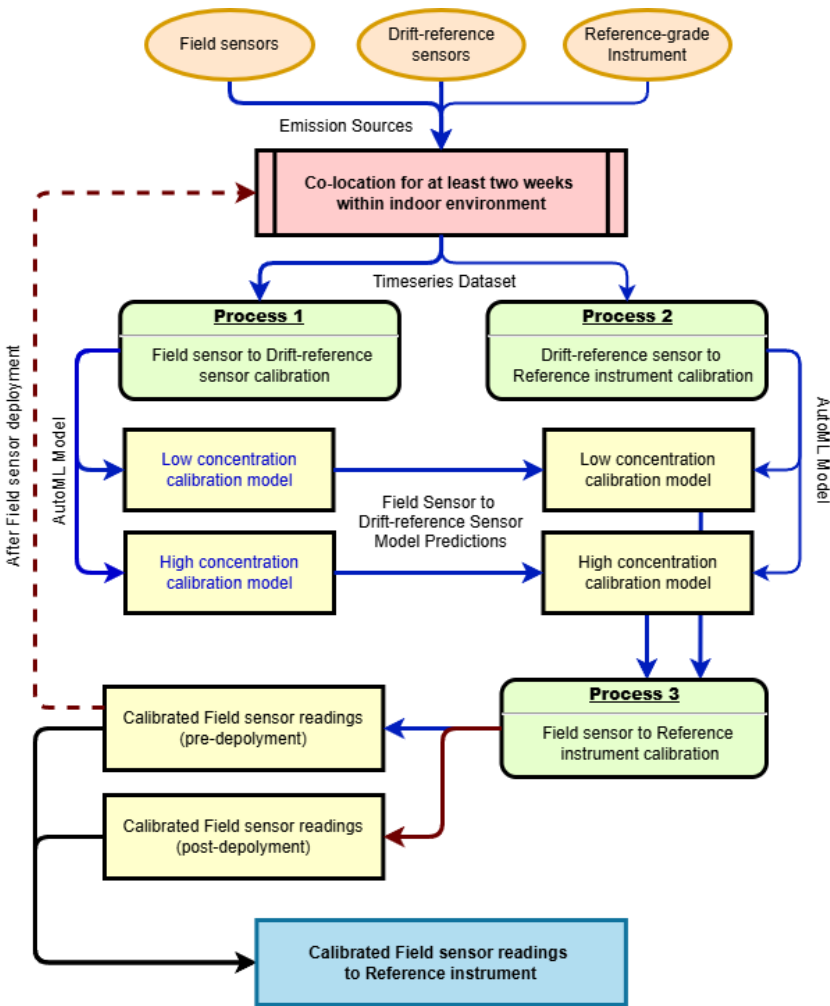 Field sensors
Drift-reference
sensors
Reference-grade
Instrument
Emission Sources
Co-location for at least two weeks
within indoor environment
Timeseries Dataset
Process 1
Field sensor to Drift-reference
sensor calibration
Process 2
Drift-reference sensor to
Reference instrument calibration
After Field sensor deployment
AutoML Model
AutoML Model
Low concentration
calibration model
Low concentration
calibration model
Field Sensor to
Drift-reference Sensor
Model Predictions
High concentration
calibration model
High concentration
calibration model
Process 3
Field sensor to Reference
instrument calibration
Calibrated Field sensor readings
(pre-depolyment)
Calibrated Field sensor readings
(post-depolyment)
Calibrated Field sensor readings
to Reference instrument